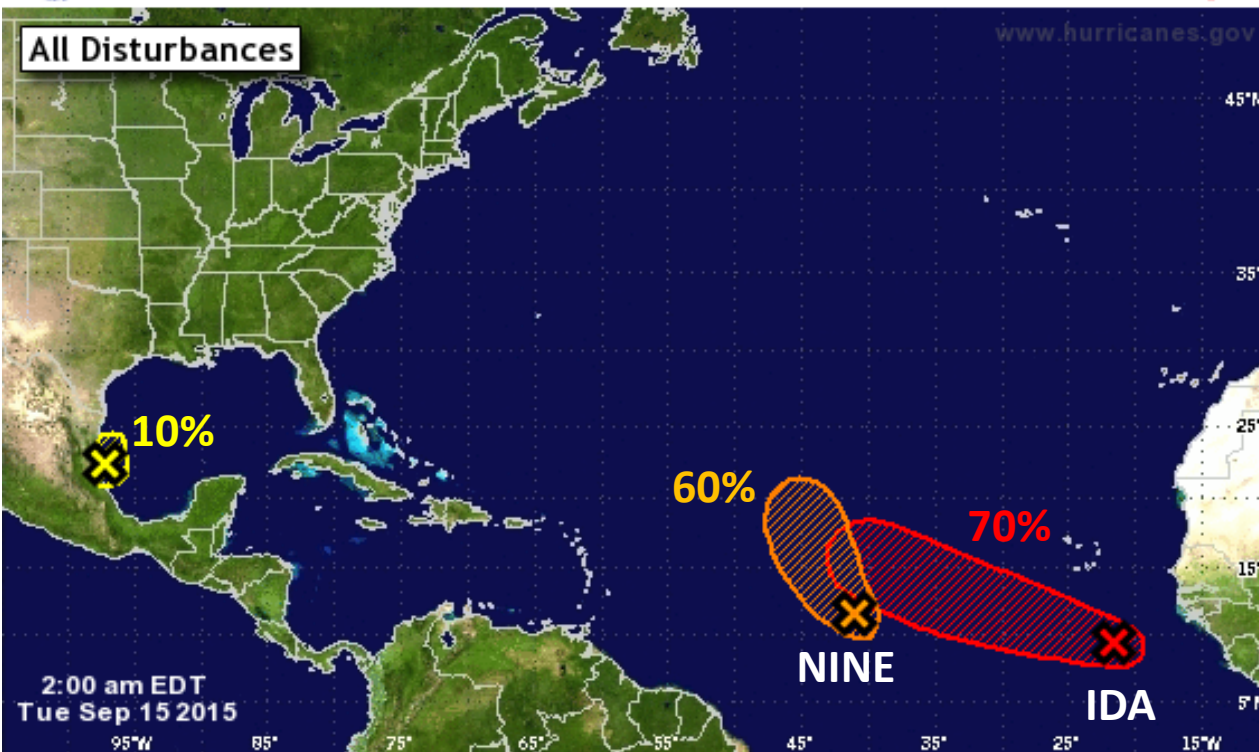 All Disturbances
www.hurricanes.gov
45°N
35°
25°
10%
60%
70%
15°
NINE
IDA
2:00 am EDT
Tue Sep 15 2015
5°N
95°W 85° 75° 65° 55° 45° 35° 25° 15°W